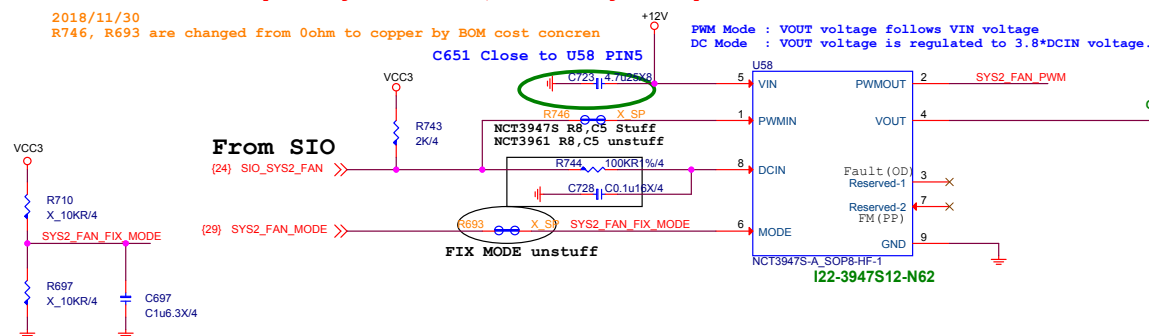 2018/11/30
R746, R693 are changed from 0ohm to copper by BOM cost concren
+12V
PWM Mode : VOUT voltage follows VIN voltage
DC Mode : VOUT voltage is regulated to 3.8*DCIN voltage.
C651 Close to U58 PIN5
U58
VCC3
C723 4.7u25X8
5 VIN
PWMOUT 2 SYS2_FAN_PWM
R746 X_SP
1 PWMIN
VOUT 4
R743
2K/4
NCT3947S R8,C5 Stuff
NCT3961 R8,C5 unstuff
From SIO
VCC3
{24} SIO_SYS2_FAN
R744 100KR1%/4
8 DCIN
Fault(OD)
Reserved-1 3
C728 C0.1u16X/4
R710
X_10KR/4
Reserved-2 7
FM(PP)
{29} SYS2_FAN_MODE
R693 X_SP SYS2_FAN_FIX_MODE
6 MODE
SYS2_FAN_FIX_MODE
GND 9
FIX MODE unstuff
NCT3947S-A_SOP8-HF-1
I22-3947S12-N62
R697
X_10KR/4
C697
C1u6.3X/4